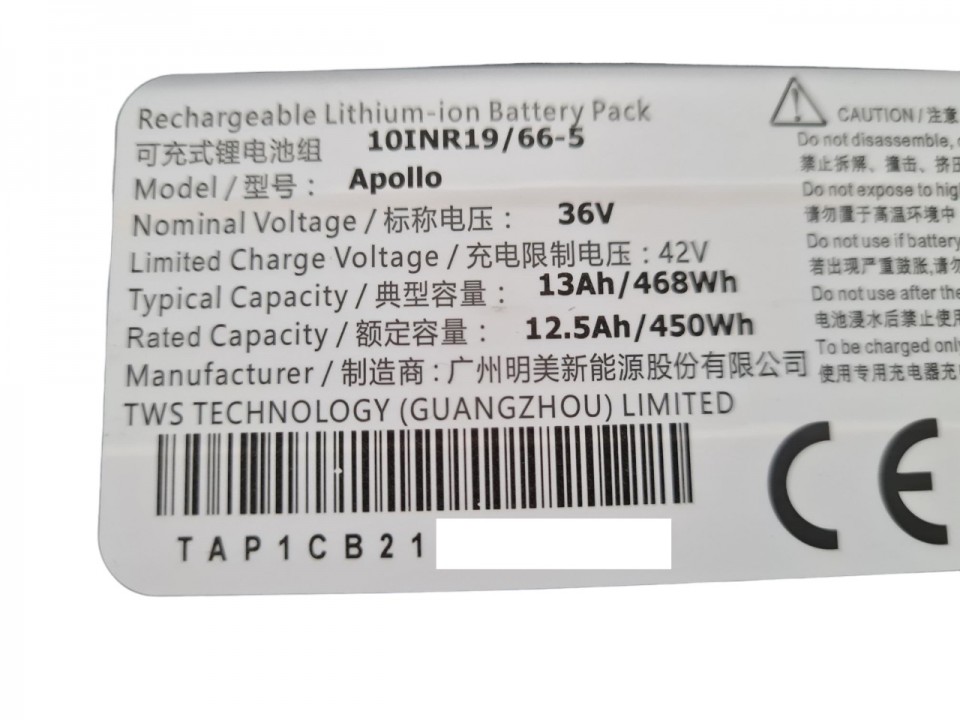 Rechargeable Lithium-ion Battery Pack
可充式锂电池组 10INR19/66-5
Model / 型号： Apollo
Nominal Voltage / 标称电压： 36V
Limited Charge Voltage / 充电限制电压：42V
Typical Capacity / 典型容量： 13Ah/468Wh
Rated Capacity / 额定容量： 12.5Ah/450Wh
Manufacturer / 制造商：广州明美新能源股份有限公司
TWS TECHNOLOGY (GUANGZHOU) LIMITED
TAP1CB21
CAUTION / 注意
Do not disassemble,
禁止拆解、撞击、挤压
Do not expose to high
请勿置于高温环境中
Do not use if battery
若出现严重鼓胀,请勿
Do not use after the
电池浸水后禁止使用
To be charged only
使用专用充电器充电
CE